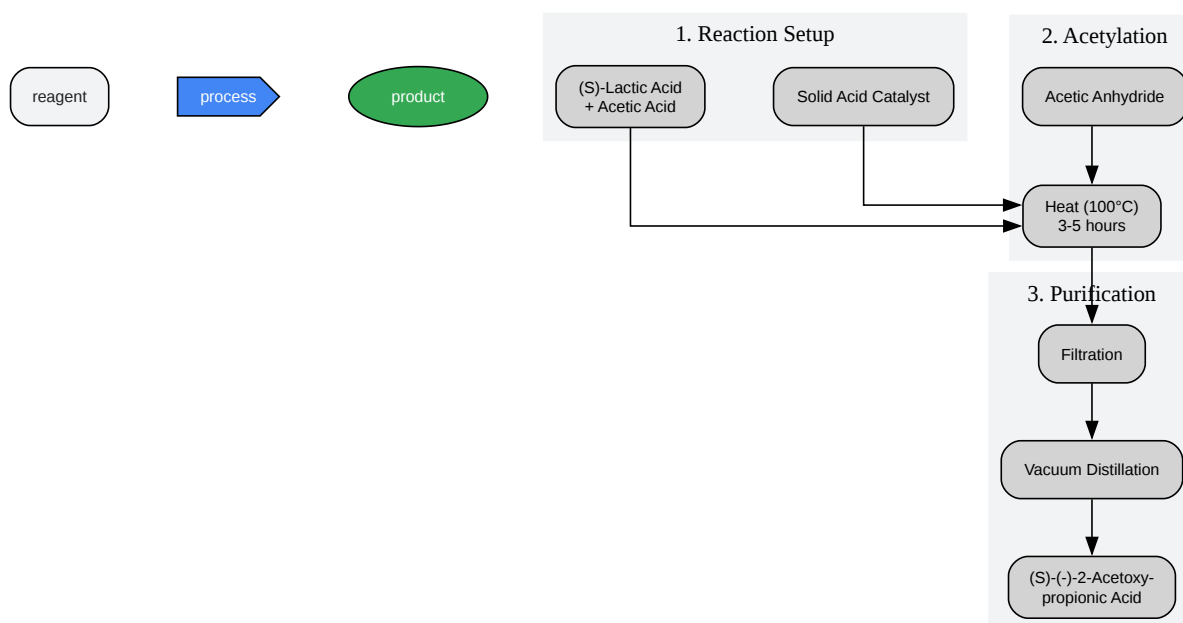 reagent
process
product
1. Reaction Setup
(S)-Lactic Acid
+ Acetic Acid
Solid Acid Catalyst
2. Acetylation
Acetic Anhydride
Heat (100°C)
3-5 hours
3. Purification
Filtration
Vacuum Distillation
(S)-(-)-2-Acetoxy-
propionic Acid